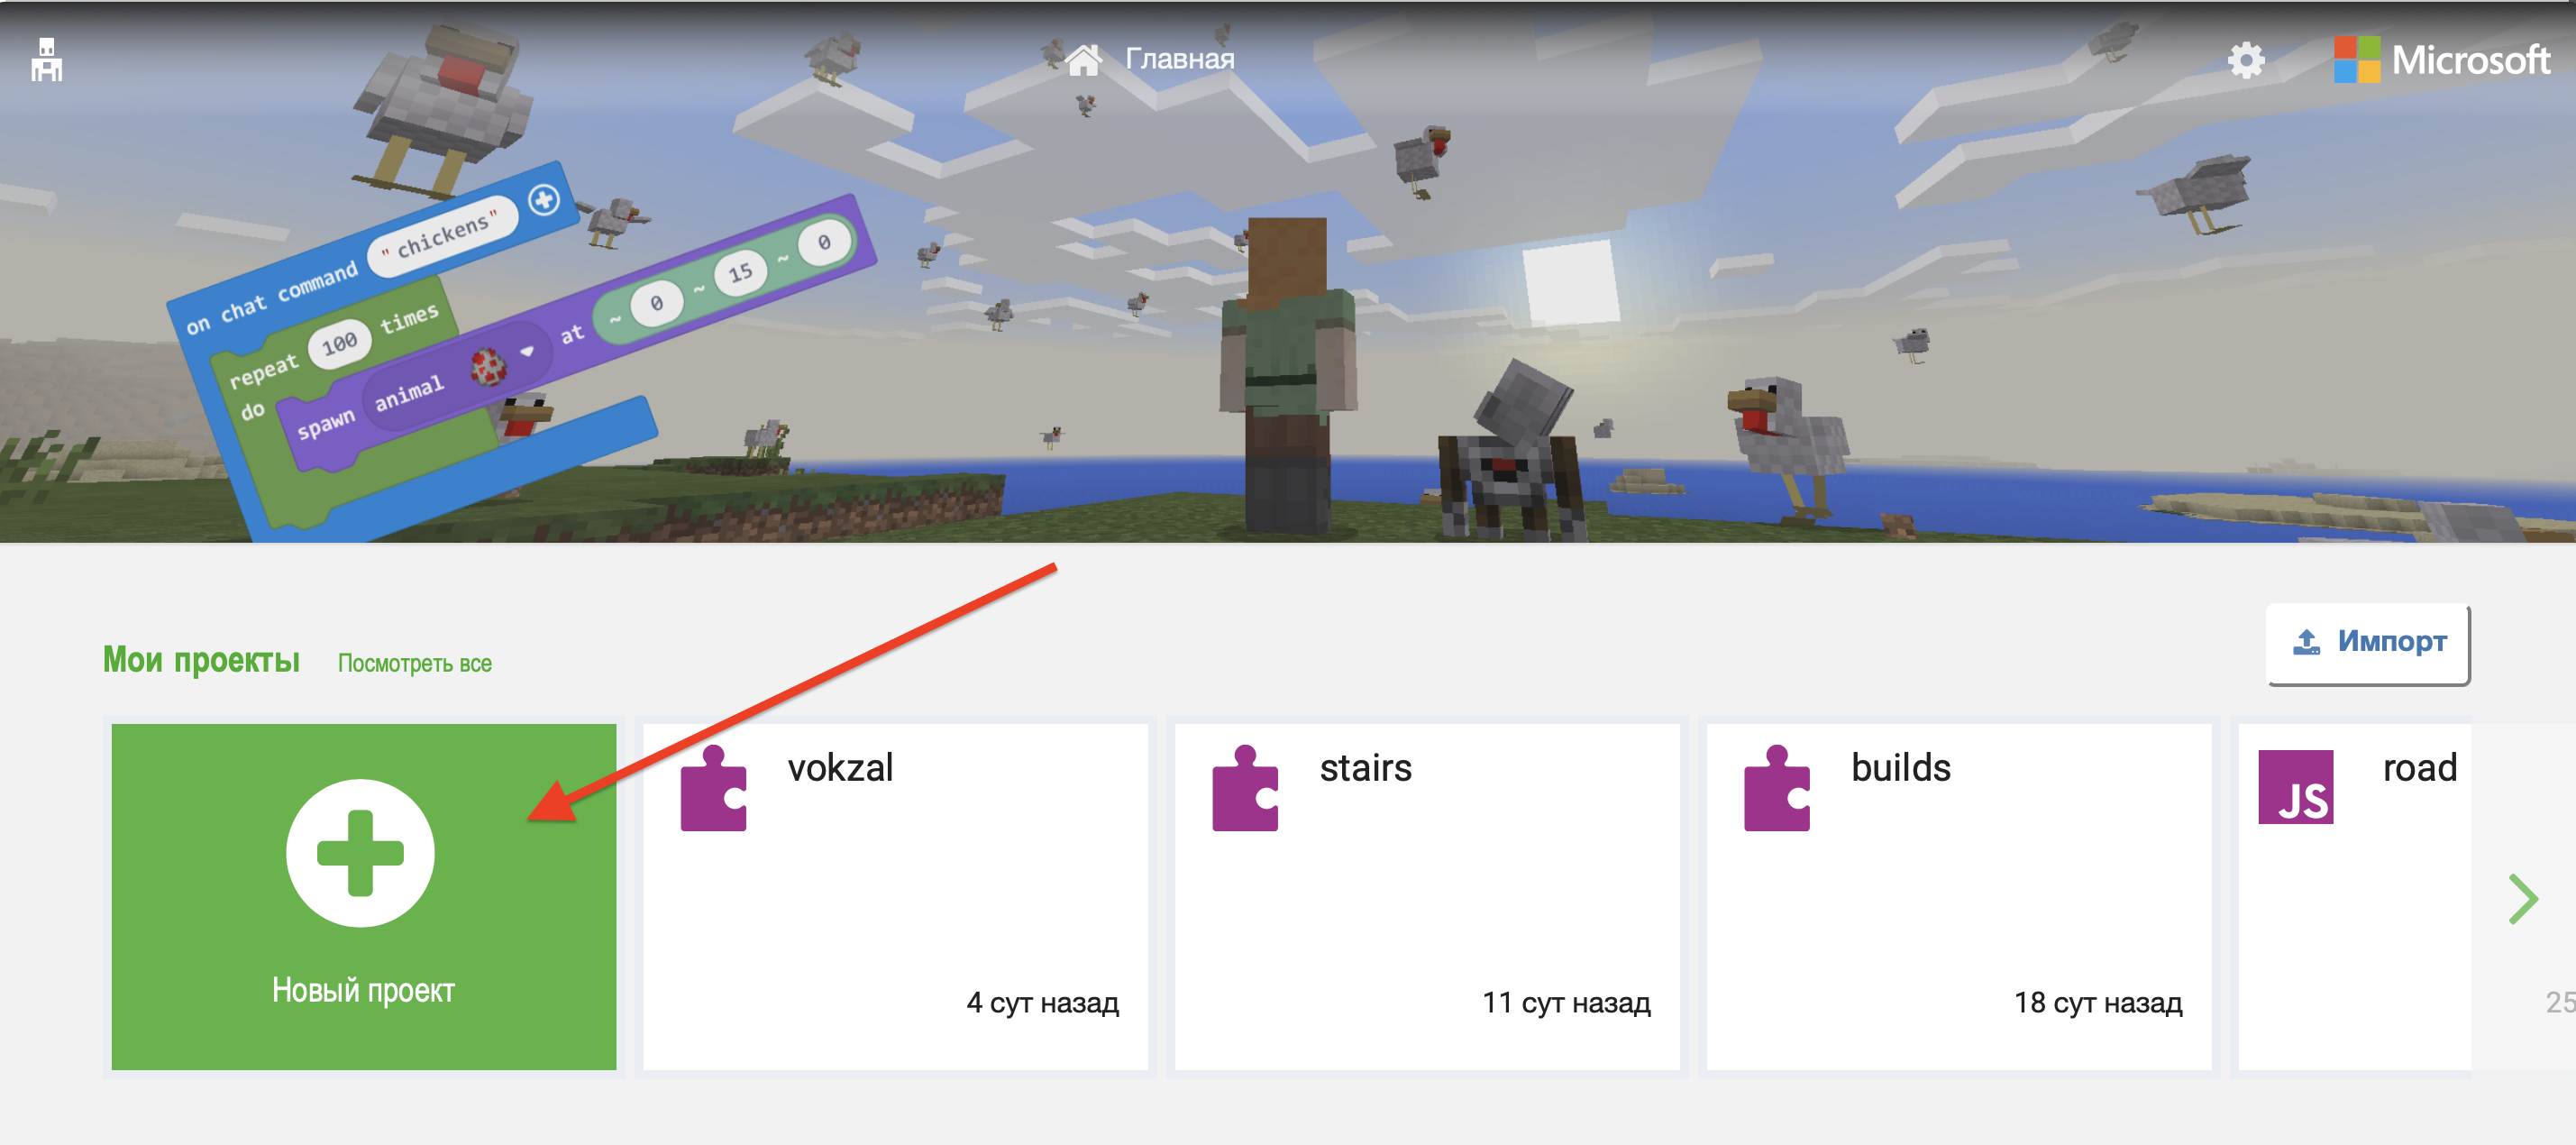 Главная
Microsoft
on chat command "chickens"
repeat 100 times
do
spawn animal at ~ 0 ~ 15 ~ 0
Мои проекты Посмотреть все
Импорт
Новый проект
vokzal
4 сут назад
stairs
11 сут назад
builds
18 сут назад
JS road
25